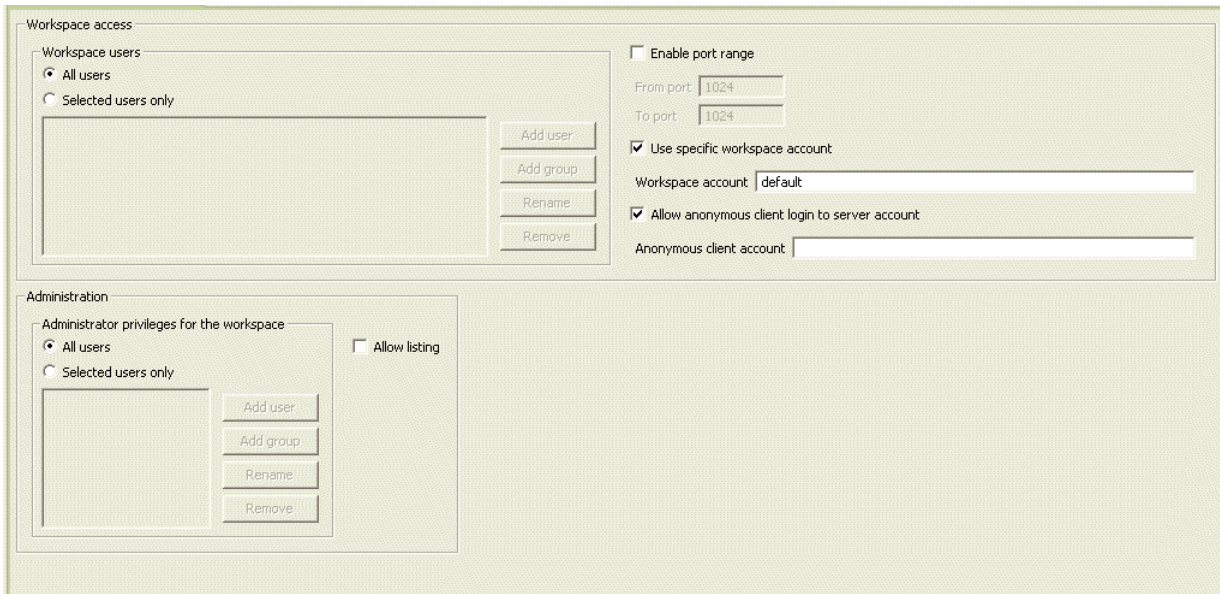 Workspace access
Workspace users
All users
Selected users only
Add user
Add group
Rename
Remove
Enable port range
From port 1024
To port 1024
Use specific workspace account
Workspace account default
Allow anonymous client login to server account
Anonymous client account
Administration
Administrator privileges for the workspace
All users
Selected users only
Add user
Add group
Rename
Remove
Allow listing